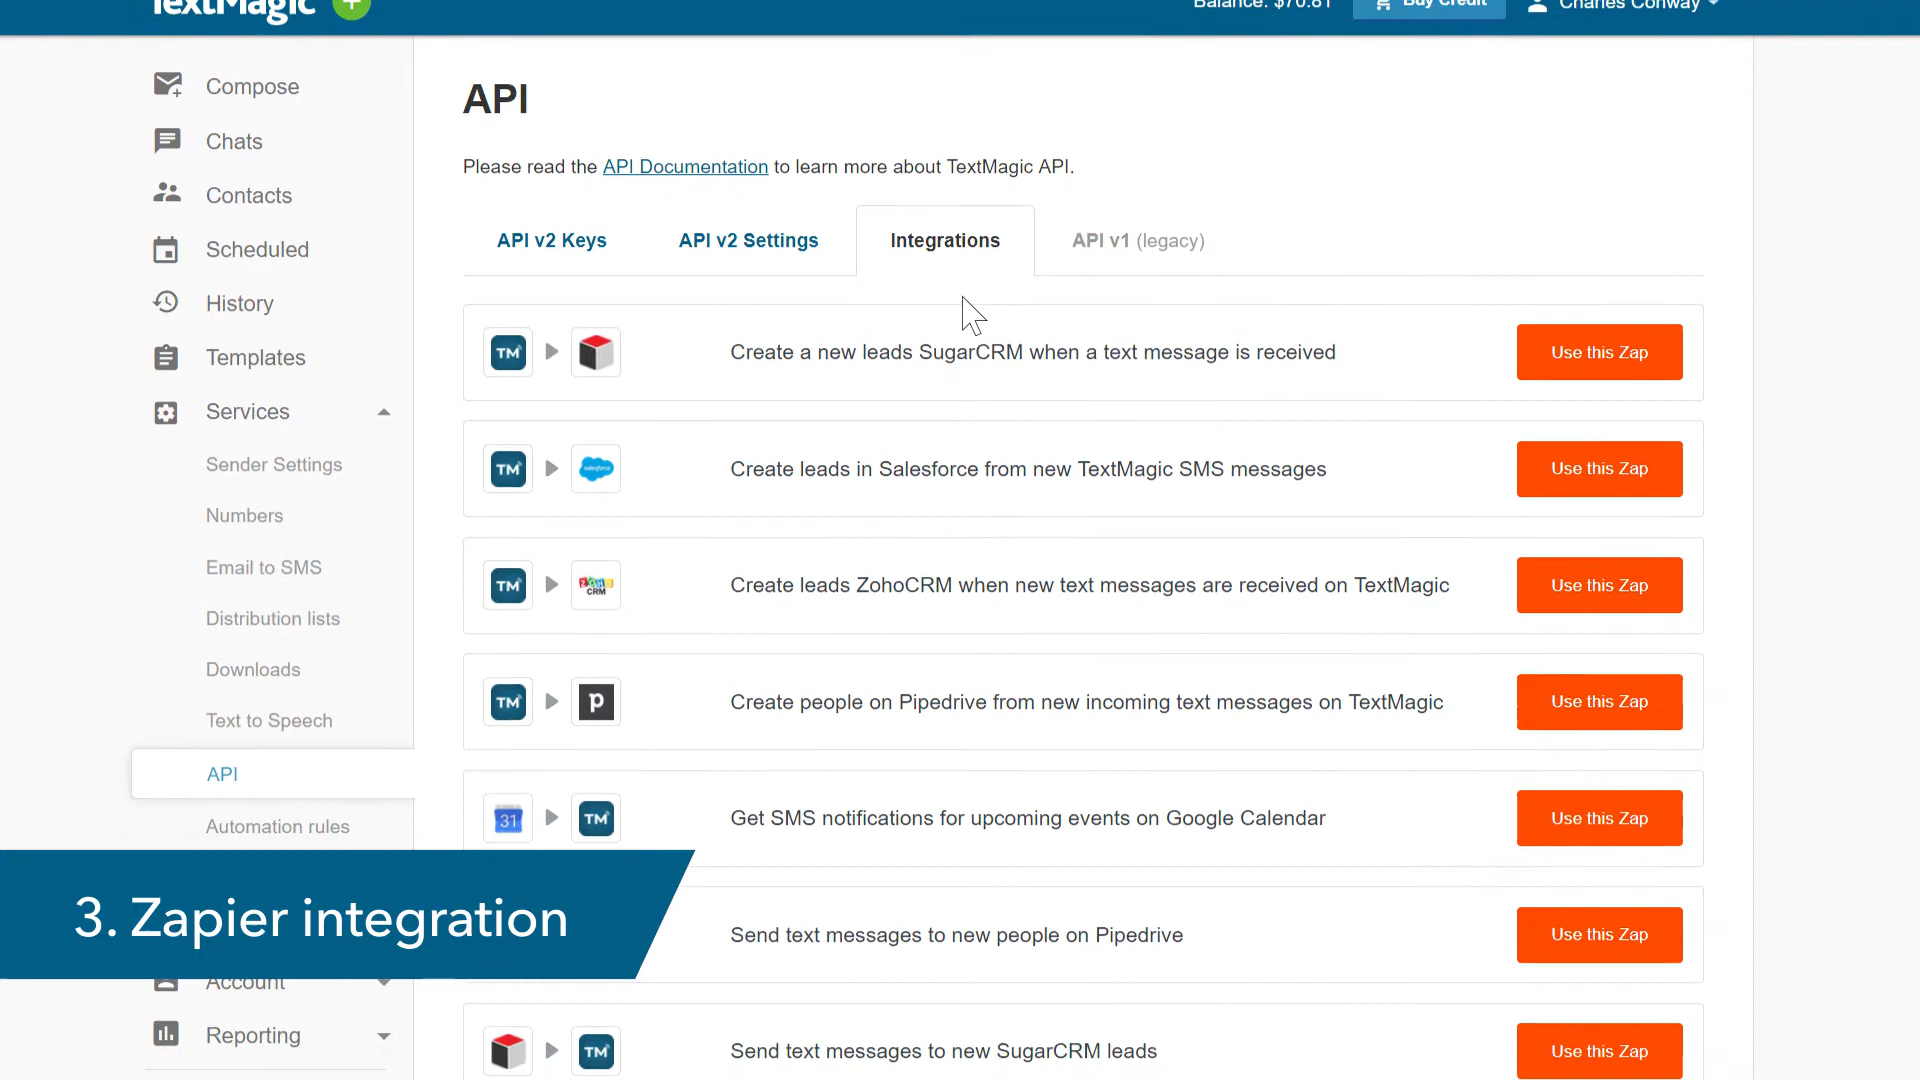 TextMagic
Balance: $70.81
Buy Credit
Charles Conway
Compose
Chats
Contacts
Scheduled
History
Templates
Services
Sender Settings
Numbers
Email to SMS
Distribution lists
Downloads
Text to Speech
API
Automation rules
Account
Reporting
API
Please read the API Documentation to learn more about TextMagic API.
API v2 Keys
API v2 Settings
Integrations
API v1 (legacy)
TM
Create a new leads SugarCRM when a text message is received
Use this Zap
TM
salesforce
Create leads in Salesforce from new TextMagic SMS messages
Use this Zap
TM
ZOHO
CRM
Create leads ZohoCRM when new text messages are received on TextMagic
Use this Zap
TM
p
Create people on Pipedrive from new incoming text messages on TextMagic
Use this Zap
31
TM
Get SMS notifications for upcoming events on Google Calendar
Use this Zap
Send text messages to new people on Pipedrive
Use this Zap
TM
Send text messages to new SugarCRM leads
Use this Zap
3. Zapier integration